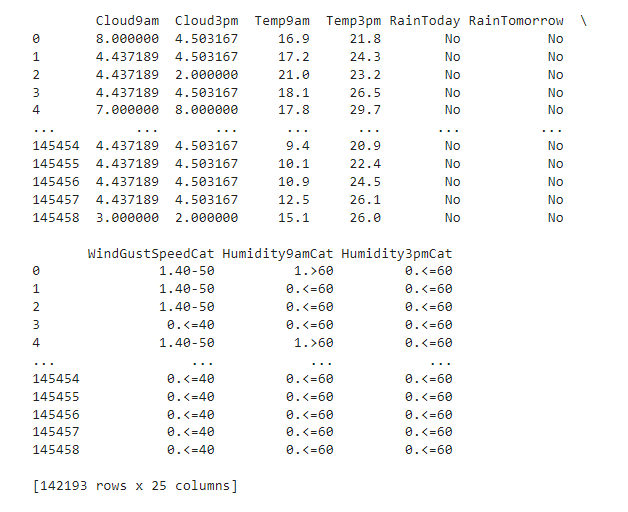 Cloud9am Cloud3pm Temp9am Temp3pm RainToday RainTomorrow \
0 8.000000 4.503167 16.9 21.8 No No
1 4.437189 4.503167 17.2 24.3 No No
2 4.437189 2.000000 21.0 23.2 No No
3 4.437189 4.503167 18.1 26.5 No No
4 7.000000 8.000000 17.8 29.7 No No
... ... ... ... ... ... ...
145454 4.437189 4.503167 9.4 20.9 No No
145455 4.437189 4.503167 10.1 22.4 No No
145456 4.437189 4.503167 10.9 24.5 No No
145457 4.437189 4.503167 12.5 26.1 No No
145458 3.000000 2.000000 15.1 26.0 No No
WindGustSpeedCat Humidity9amCat Humidity3pmCat
0 1.40-50 1.>60 0.<=60
1 1.40-50 0.<=60 0.<=60
2 1.40-50 0.<=60 0.<=60
3 0.<=40 0.<=60 0.<=60
4 1.40-50 1.>60 0.<=60
... ... ... ...
145454 0.<=40 0.<=60 0.<=60
145455 0.<=40 0.<=60 0.<=60
145456 0.<=40 0.<=60 0.<=60
145457 0.<=40 0.<=60 0.<=60
145458 0.<=40 0.<=60 0.<=60
[142193 rows x 25 columns]